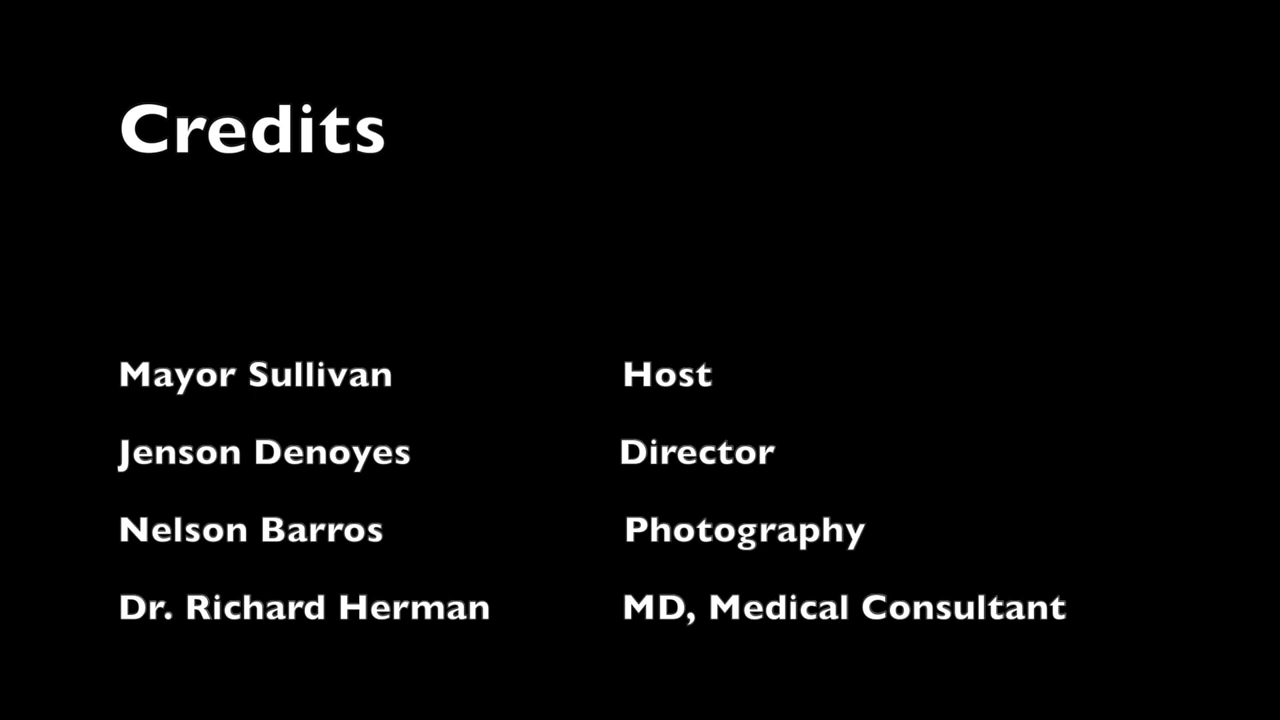 Credits
Mayor Sullivan Host
Jenson Denoyes Director
Nelson Barros Photography
Dr. Richard Herman MD, Medical Consultant